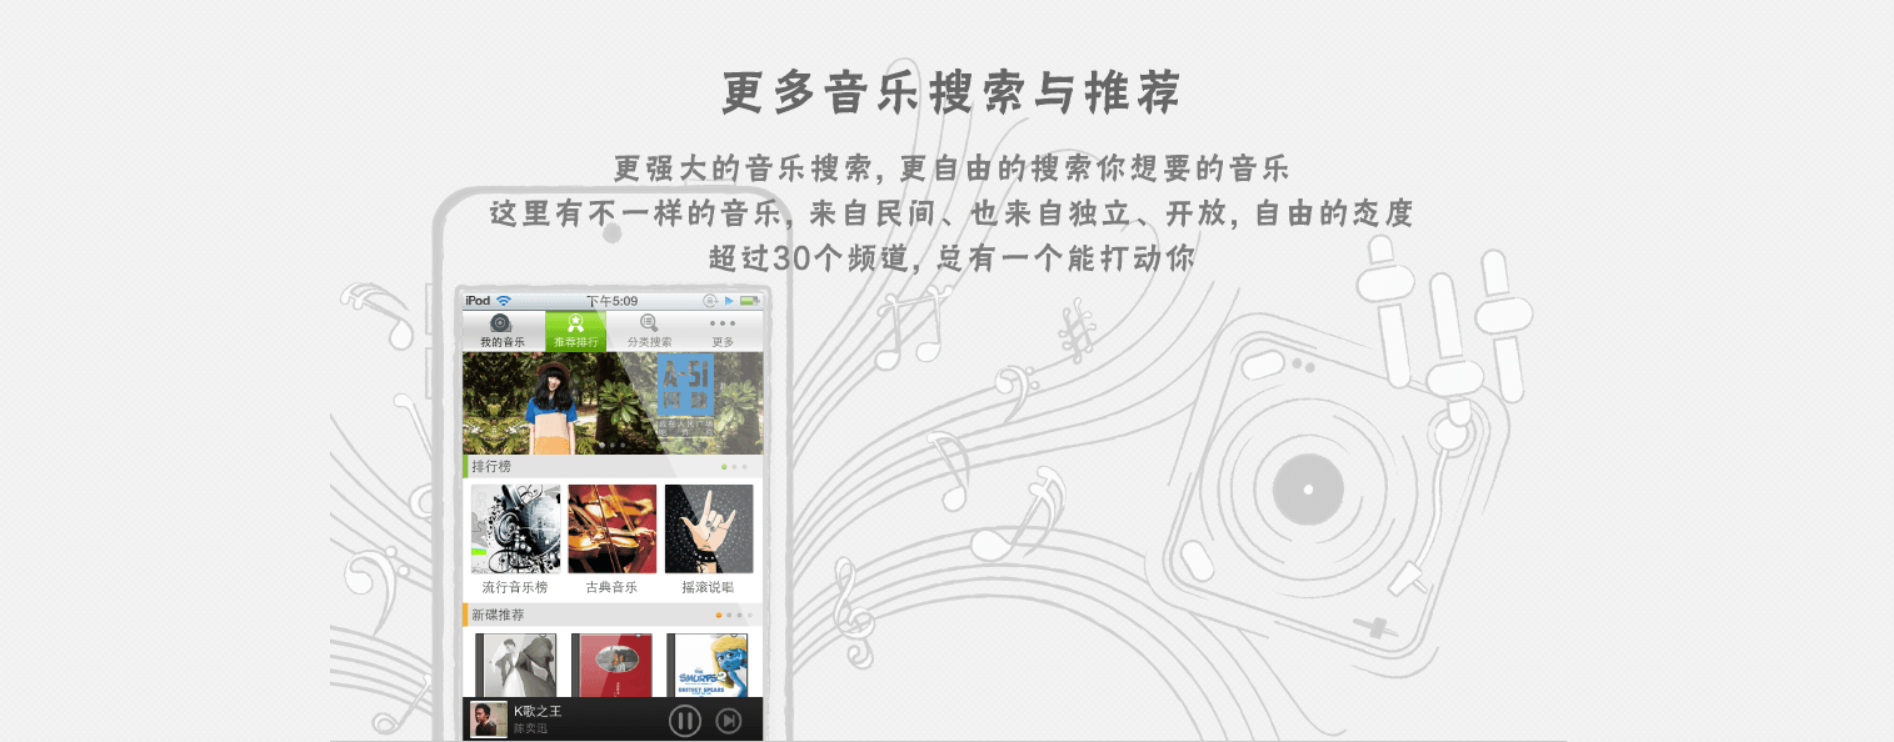 更多音乐搜索与推荐
更强大的音乐搜索, 更自由的搜索你想要的音乐
这里有不一样的音乐, 来自民间、也来自独立、开放, 自由的态度
超过30个频道, 总有一个能打动你
iPod 下午5:09
我的音乐 推荐排行 分类搜索 更多
A-Si
排行榜
流行音乐榜 古典音乐 摇滚说唱
新碟推荐
THE SMURFS 2
BRITNEY SPEARS
K歌之王
陈奕迅